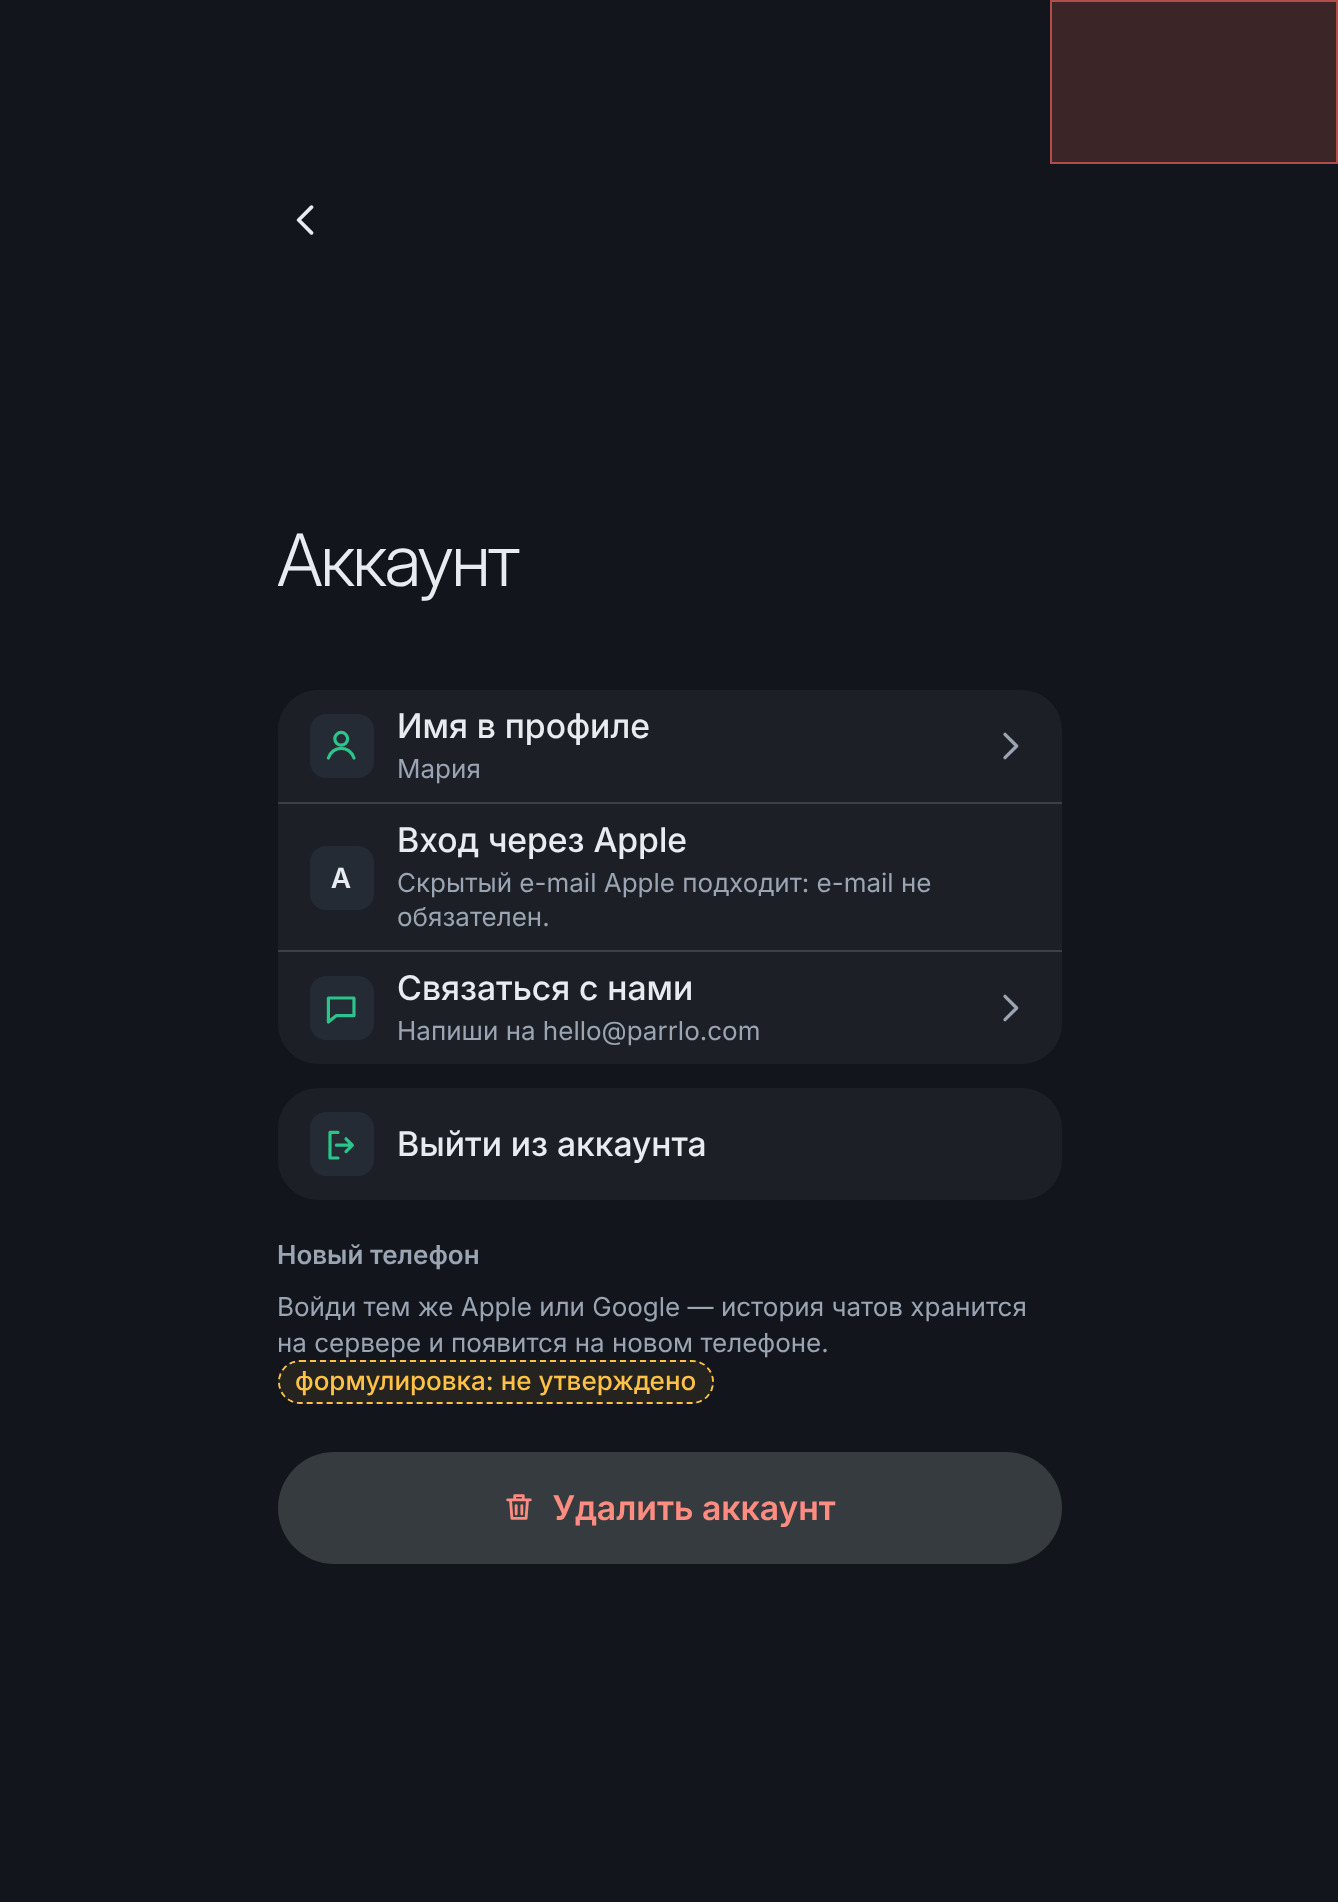 Аккаунт
Имя в профиле
Мария
A
Вход через Apple
Скрытый e-mail Apple подходит: e-mail не
обязателен.
Связаться с нами
Напиши на hello@parrlo.com
Выйти из аккаунта
Новый телефон
Войди тем же Apple или Google — история чатов хранится
на сервере и появится на новом телефоне.
формулировка: не утверждено
Удалить аккаунт